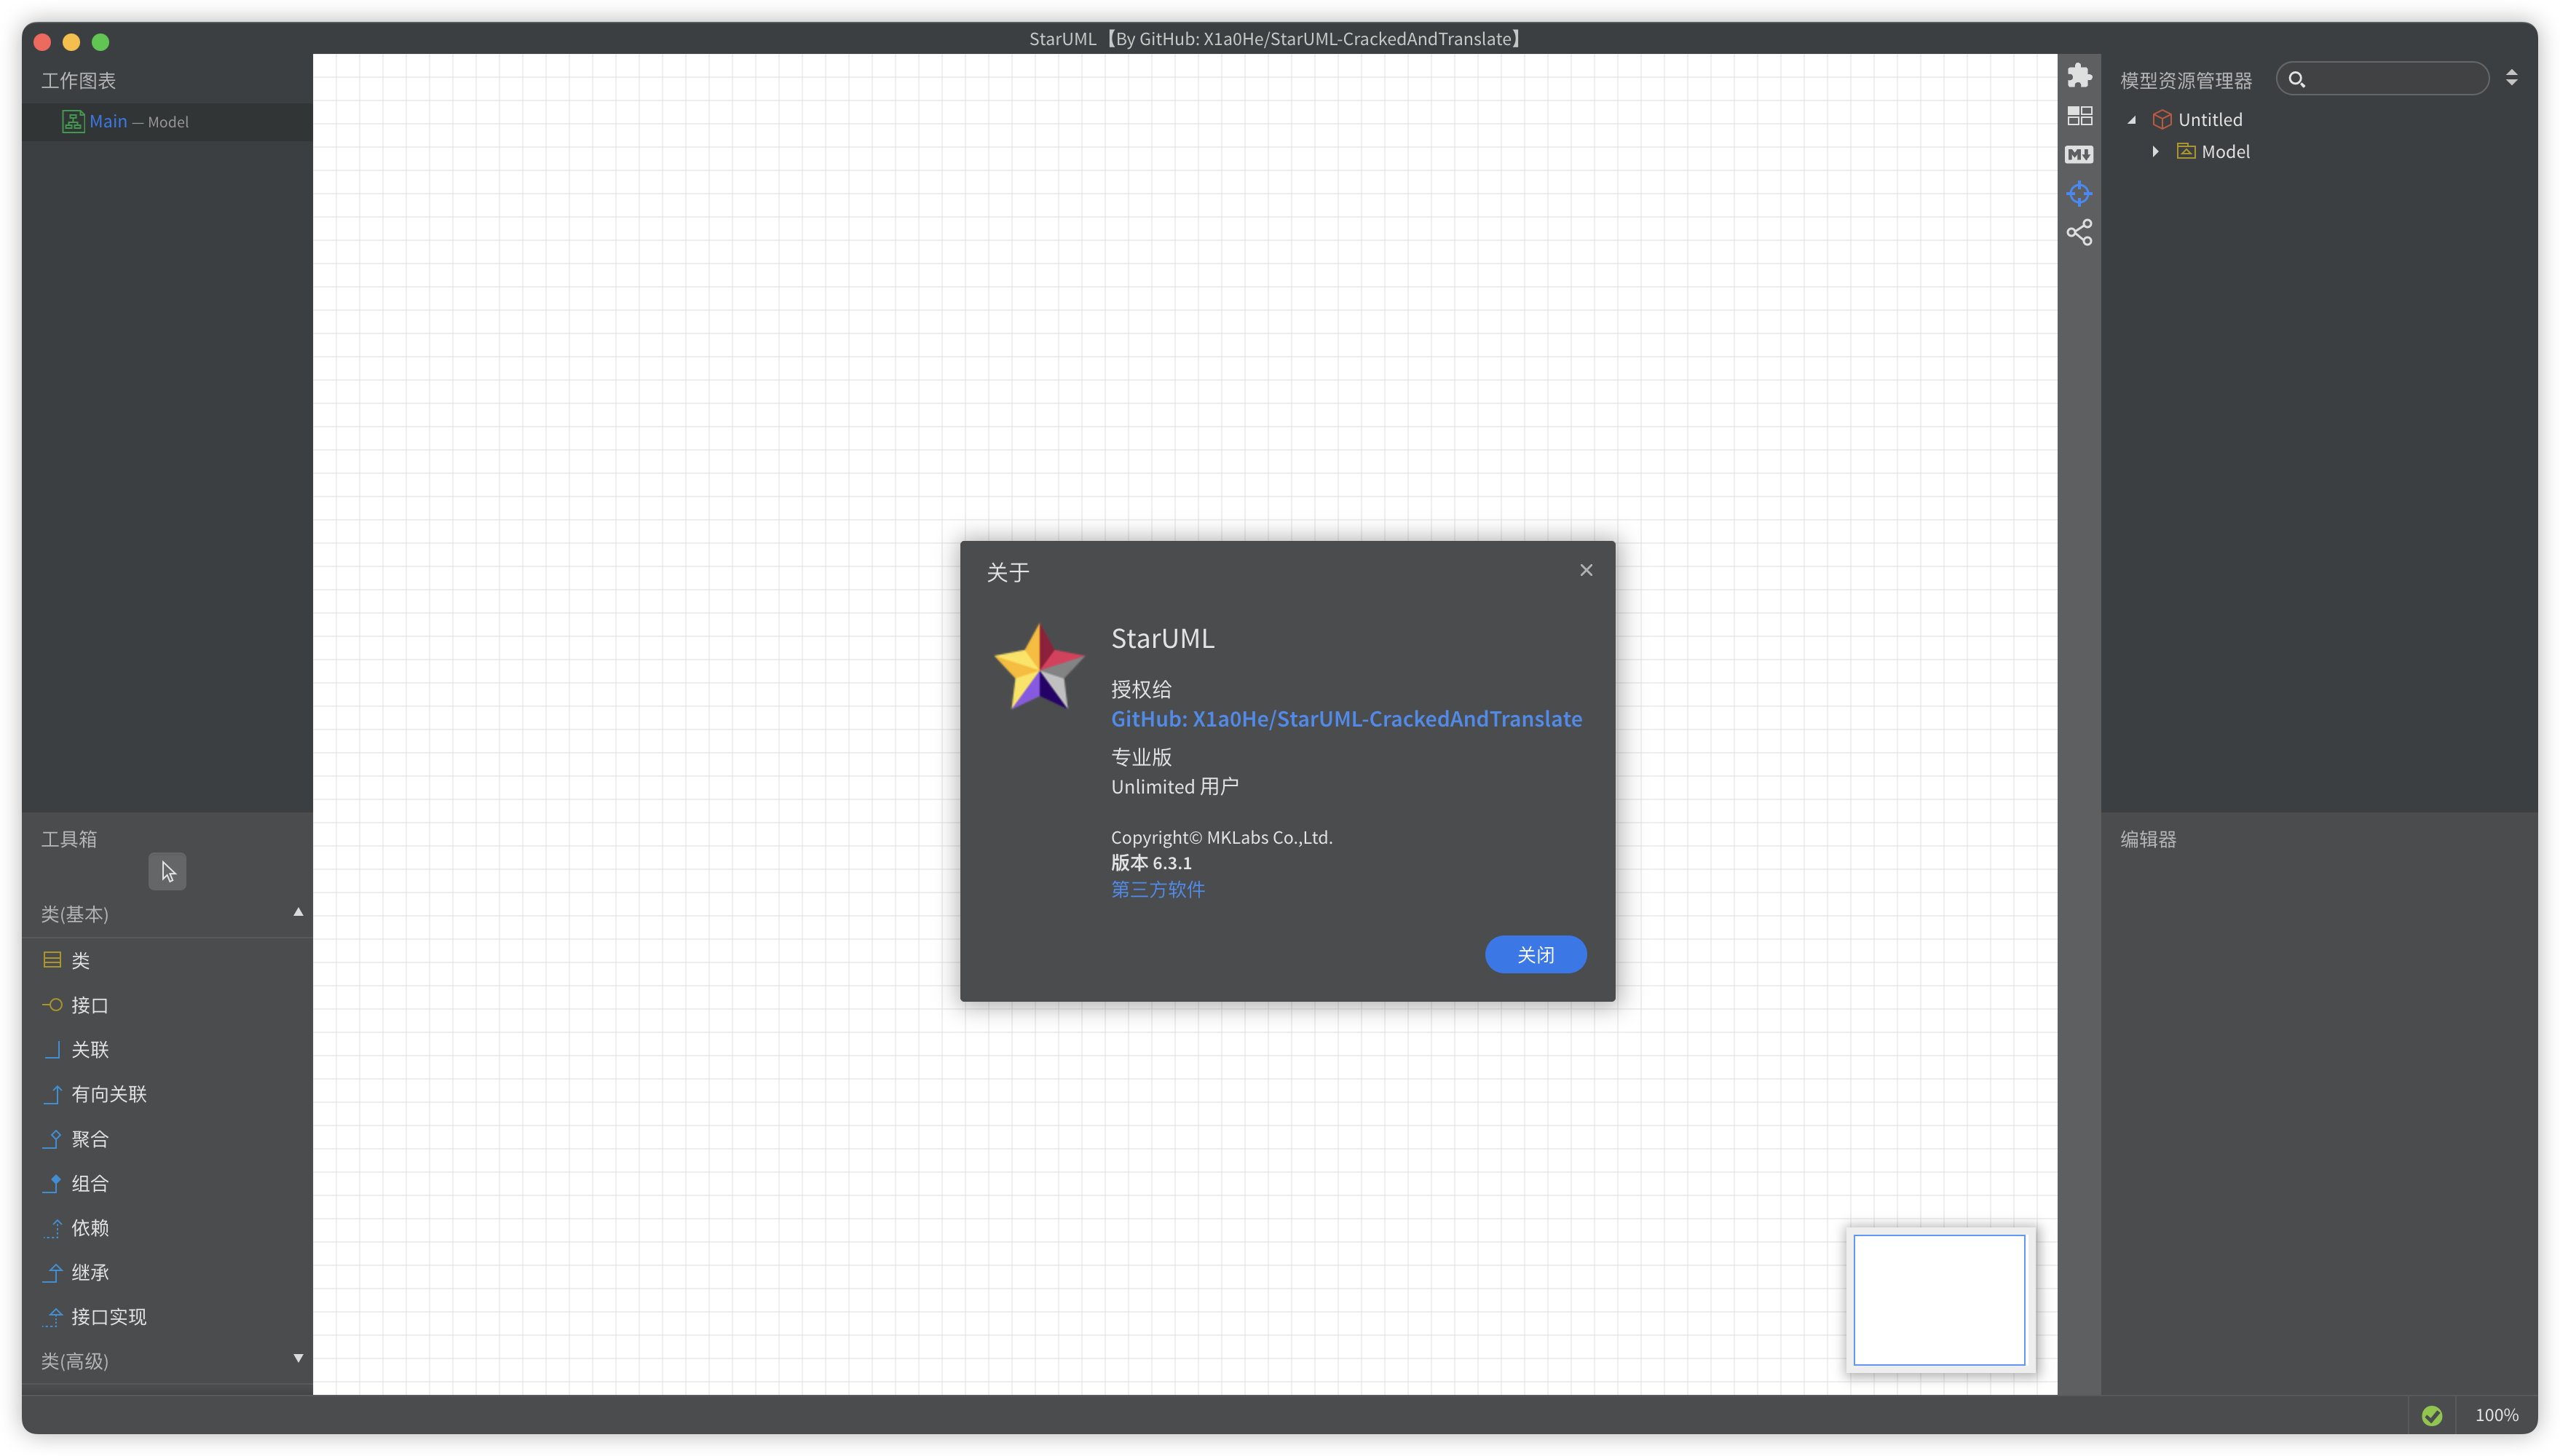 StarUML【By GitHub: X1a0He/StarUML-CrackedAndTranslate】
工作图表
Main — Model
工具箱
类(基本)
类
接口
关联
有向关联
聚合
组合
依赖
继承
接口实现
类(高级)
关于
StarUML
授权给
GitHub: X1a0He/StarUML-CrackedAndTranslate
专业版
Unlimited 用户
Copyright© MKLabs Co.,Ltd.
版本 6.3.1
第三方软件
关闭
M
模型资源管理器
Untitled
Model
编辑器
100%